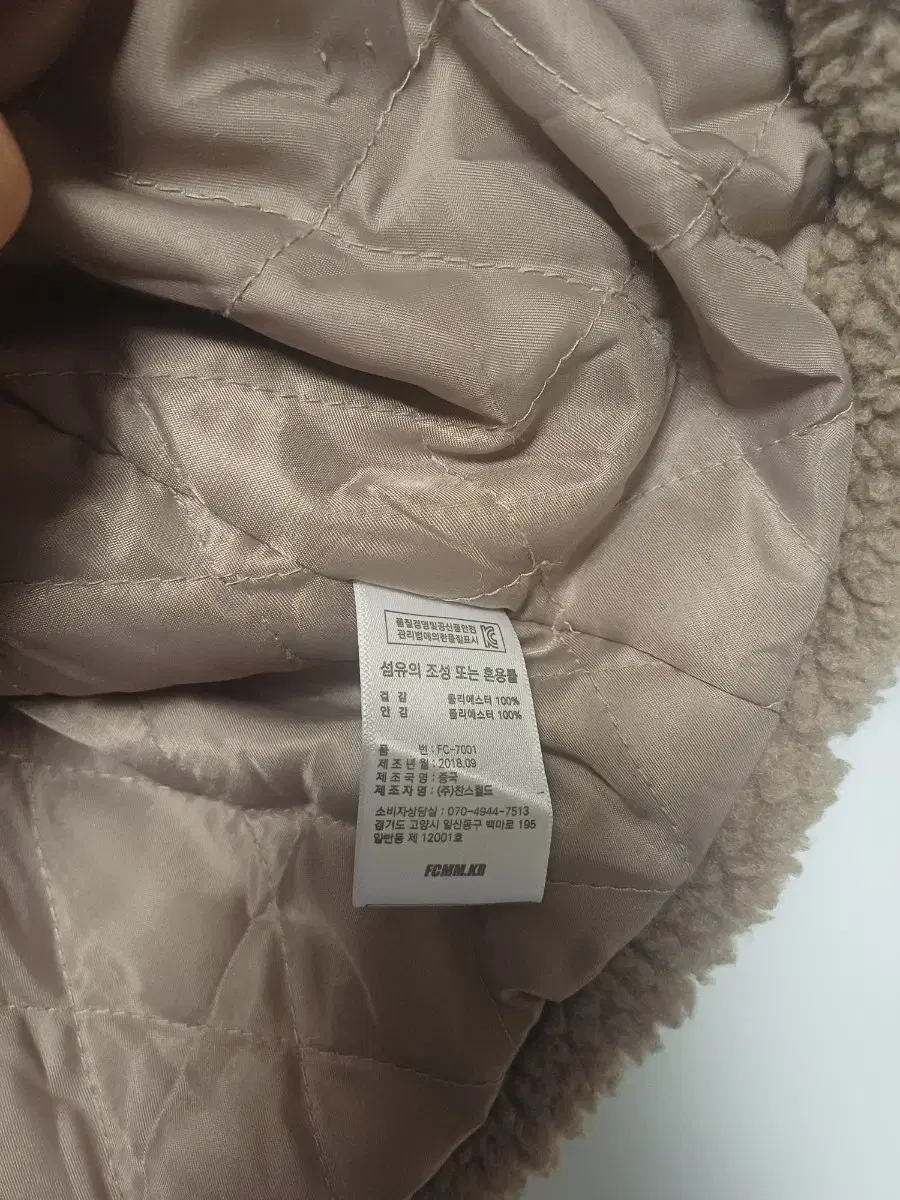 품질경영및공산품안전
관리법에의한품질표시
섬유의 조성 또는 혼용률
겉 감 폴리에스터 100%
안 감 폴리에스터 100%
품 번 : FC-7001
제 조 년 월 : 2018.09
제 조 국 명 : 중국
제 조 자 명 : (주)찬스월드
소비자상담실 : 070-4944-7513
경기도 고양시 일산동구 백마로 195
일반동 제 12001호
FCMM.KR